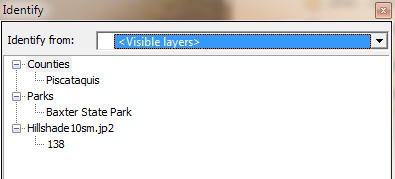 Identify
Identify from: <Visible layers>
Counties
Piscataquis
Parks
Baxter State Park
Hillshade10sm.jp2
138